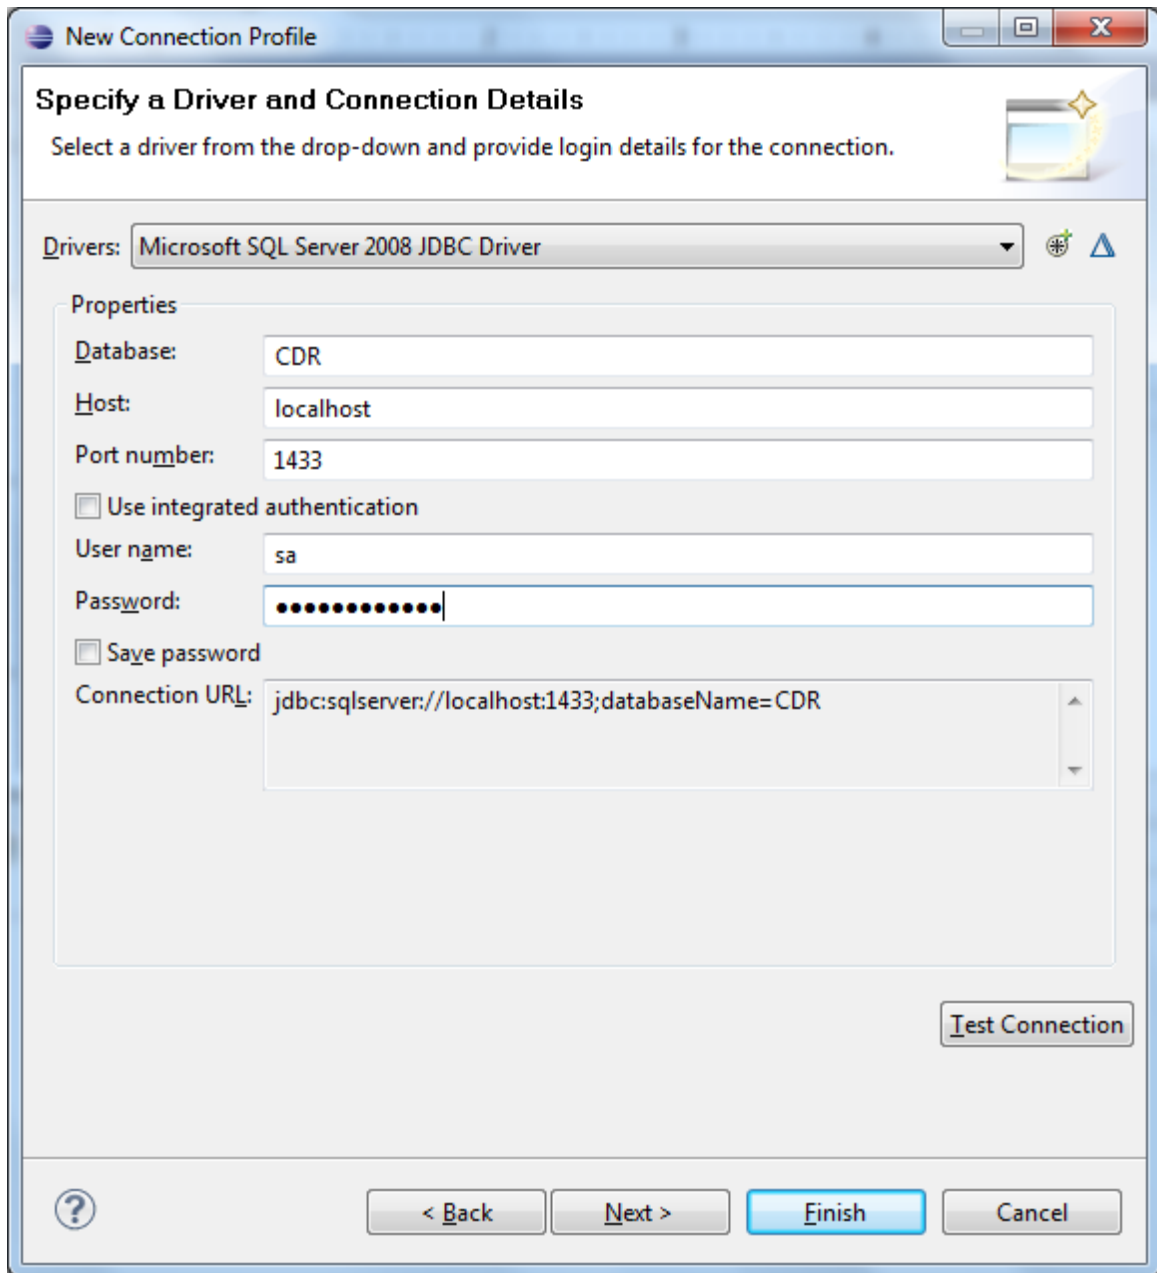 New Connection Profile
Specify a Driver and Connection Details
Select a driver from the drop-down and provide login details for the connection.
Drivers: Microsoft SQL Server 2008 JDBC Driver
Properties
Database: CDR
Host: localhost
Port number: 1433
Use integrated authentication
User name: sa
Password: ●●●●●●●●●●●●
Save password
Connection URL: jdbc:sqlserver://localhost:1433;databaseName=CDR
Test Connection
? < Back Next > Finish Cancel